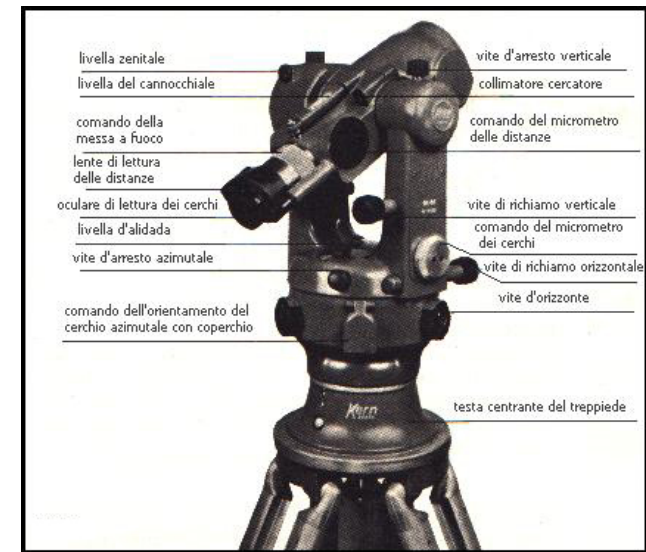 livella zenitale
livella del cannocchiale
comando della
messa a fuoco
lente di lettura
delle distanze
oculare di lettura dei cerchi
livella d'alidada
vite d'arresto azimutale
comando dell'orientamento del
cerchio azimutale con coperchio
vite d'arresto verticale
collimatore cercatore
comando del micrometro
delle distanze
vite di richiamo verticale
comando del micrometro
dei cerchi
vite di richiamo orizzontale
vite d'orizzonte
testa centrante del treppiede
Kern